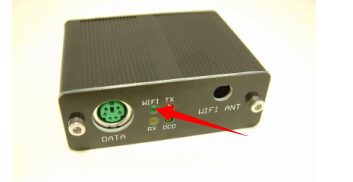 WIFI TX
WIFI ANT
RX DCD
DATA